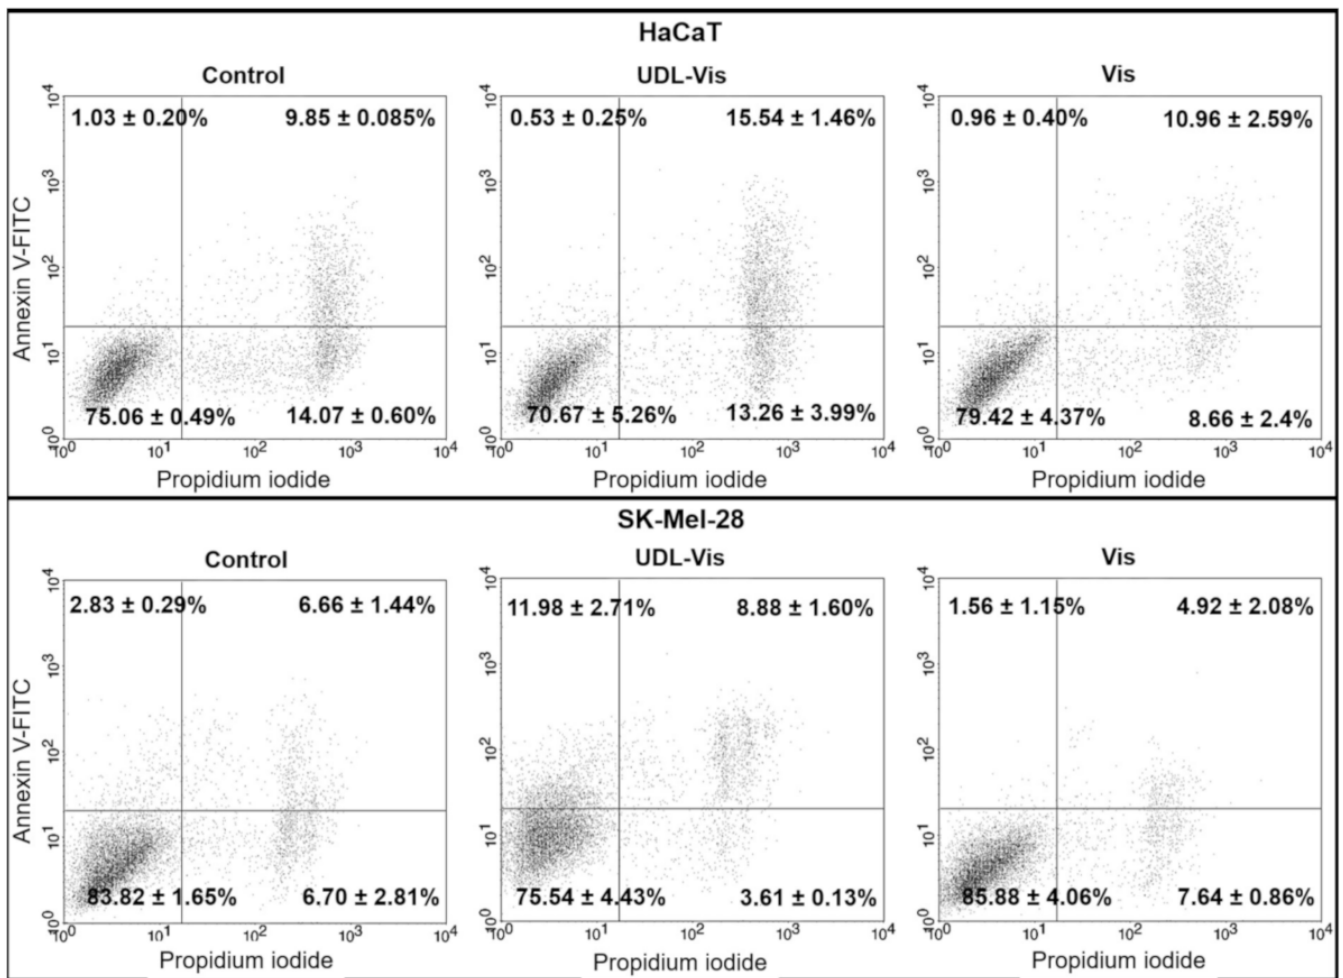 HaCaT
Control
UDL-Vis
Vis
10⁴
1.03 ± 0.20%
9.85 ± 0.085%
10⁴
0.53 ± 0.25%
15.54 ± 1.46%
10⁴
0.96 ± 0.40%
10.96 ± 2.59%
10³
10³
10³
Annexin V-FITC
10²
10²
10²
10¹
10¹
10¹
75.06 ± 0.49%
14.07 ± 0.60%
70.67 ± 5.26%
13.26 ± 3.99%
79.42 ± 4.37%
8.66 ± 2.4%
10⁰
10⁰
10⁰
10⁰ 10¹ 10² 10³ 10⁴
10⁰ 10¹ 10² 10³ 10⁴
10⁰ 10¹ 10² 10³ 10⁴
Propidium iodide
Propidium iodide
Propidium iodide
SK-Mel-28
Control
UDL-Vis
Vis
10⁴
2.83 ± 0.29%
6.66 ± 1.44%
10⁴
11.98 ± 2.71%
8.88 ± 1.60%
10⁴
1.56 ± 1.15%
4.92 ± 2.08%
10³
10³
10³
Annexin V-FITC
10²
10²
10²
10¹
10¹
10¹
83.82 ± 1.65%
6.70 ± 2.81%
75.54 ± 4.43%
3.61 ± 0.13%
85.88 ± 4.06%
7.64 ± 0.86%
10⁰
10⁰
10⁰
10⁰ 10¹ 10² 10³ 10⁴
10⁰ 10¹ 10² 10³ 10⁴
10⁰ 10¹ 10² 10³ 10⁴
Propidium iodide
Propidium iodide
Propidium iodide